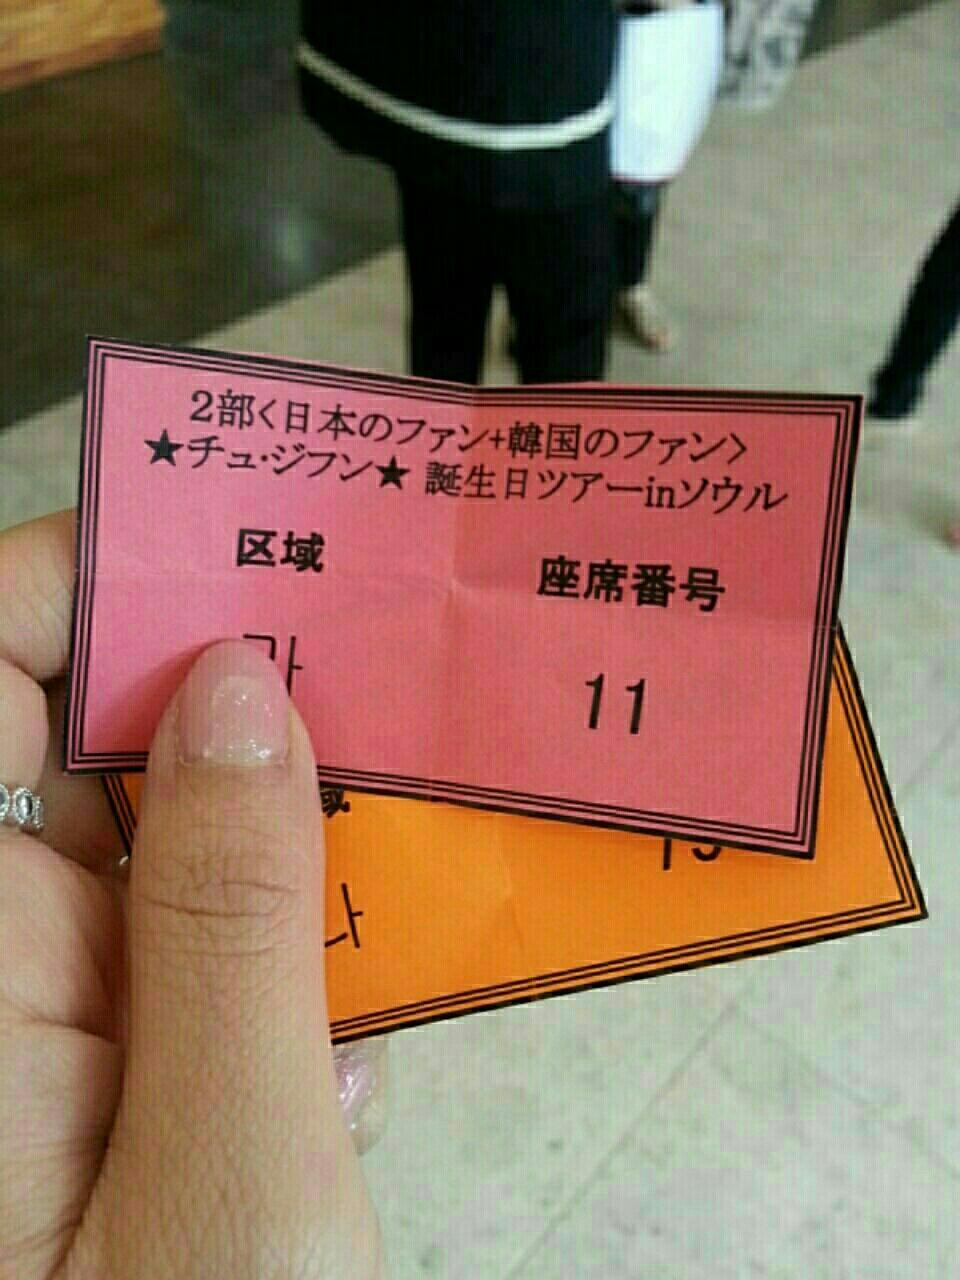 2部<日本のファン+韓国のファン>
★チュ·ジフン★ 誕生日ツアーinソウル
区域
座席番号
11
域
나